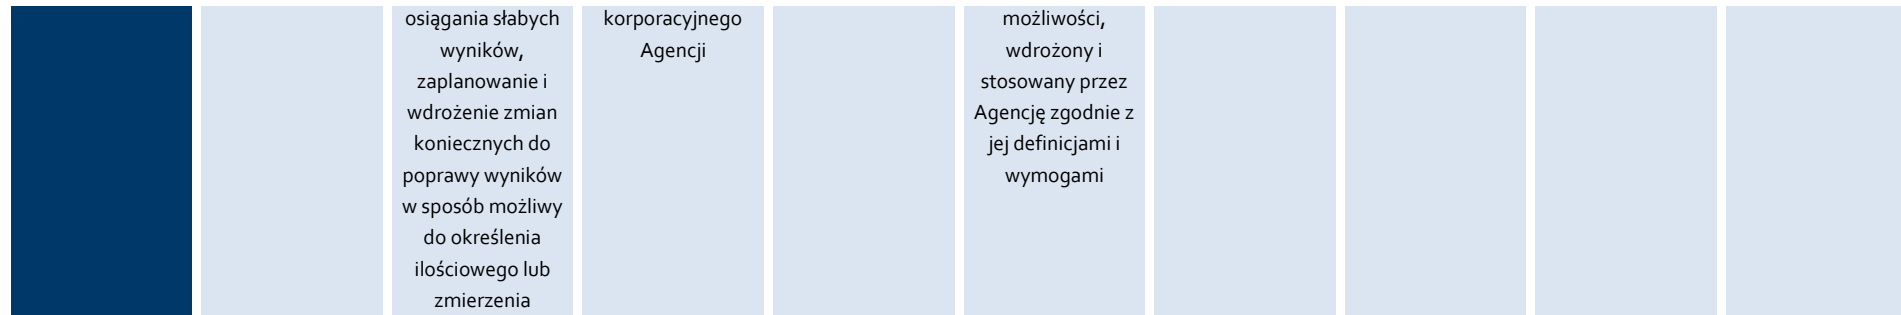 osiągania słabych
wyników,
zaplanowanie i
wdrożenie zmian
koniecznych do
poprawy wyników
w sposób możliwy
do określenia
ilościowego lub
zmierzenia
korporacyjnego
Agencji
możliwości,
wdrożony i
stosowany przez
Agencję zgodnie z
jej definicjami i
wymogami